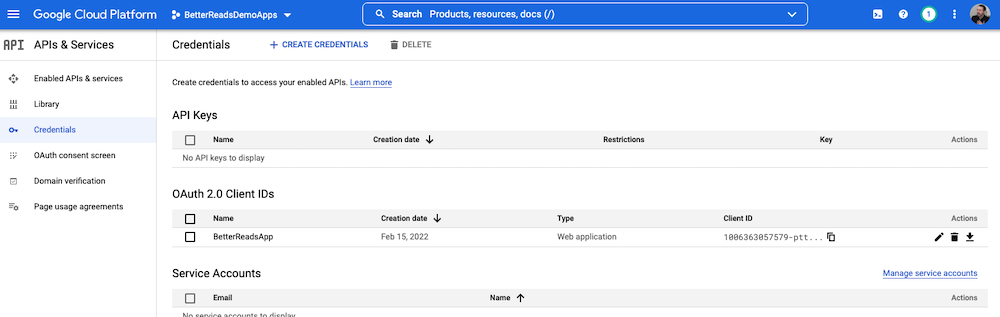 Google Cloud Platform BetterReadsDemoApps Search Products, resources, docs (/) 1
API APIs & Services Credentials + CREATE CREDENTIALS DELETE
Enabled APIs & services
Library
Credentials
OAuth consent screen
Domain verification
Page usage agreements
Create credentials to access your enabled APIs. Learn more
API Keys
Name Creation date Restrictions Key Actions
No API keys to display
OAuth 2.0 Client IDs
Name Creation date Type Client ID Actions
BetterReadsApp Feb 15, 2022 Web application 1006363057579-ptt...
Service Accounts Manage service accounts
Email Name Actions
No service accounts to display